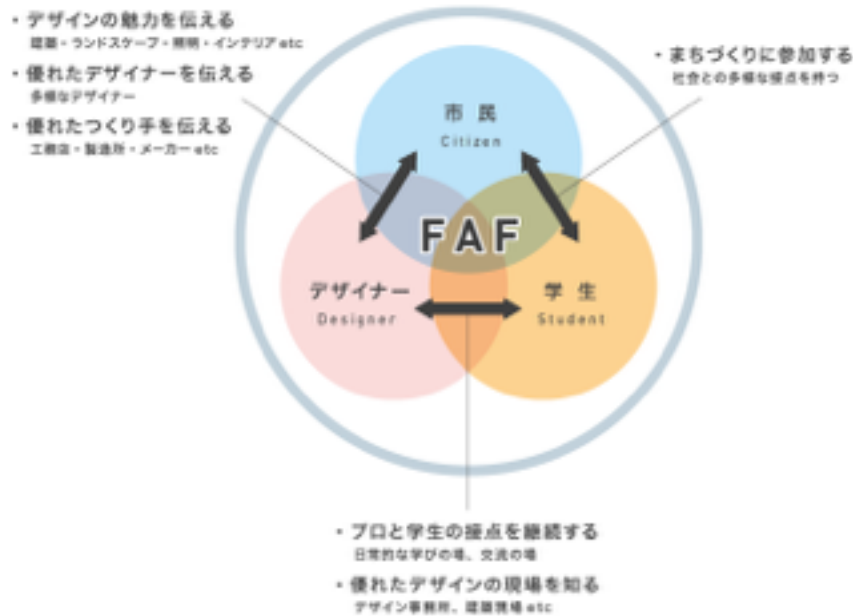 ・デザインの魅力を伝える
建築・ランドスケープ・照明・インテリア etc
・優れたデザイナーを伝える
多様なデザイナー
・優れたつくり手を伝える
工務店・製造所・メーカー etc
・まちづくりに参加する
社会との多様な接点を持つ
市民
Citizen
FAF
デザイナー
Designer
学生
Student
・プロと学生の接点を継続する
日常的な学びの場、交流の場
・優れたデザインの現場を知る
デザイン事務所、建築現場 etc